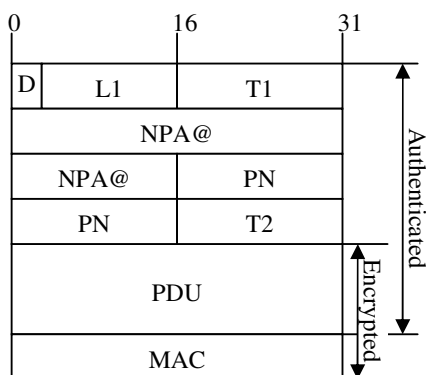 0 16 31
D L1 T1
NPA@
NPA@ PN
PN T2
PDU
MAC
Authenticated
Encrypted